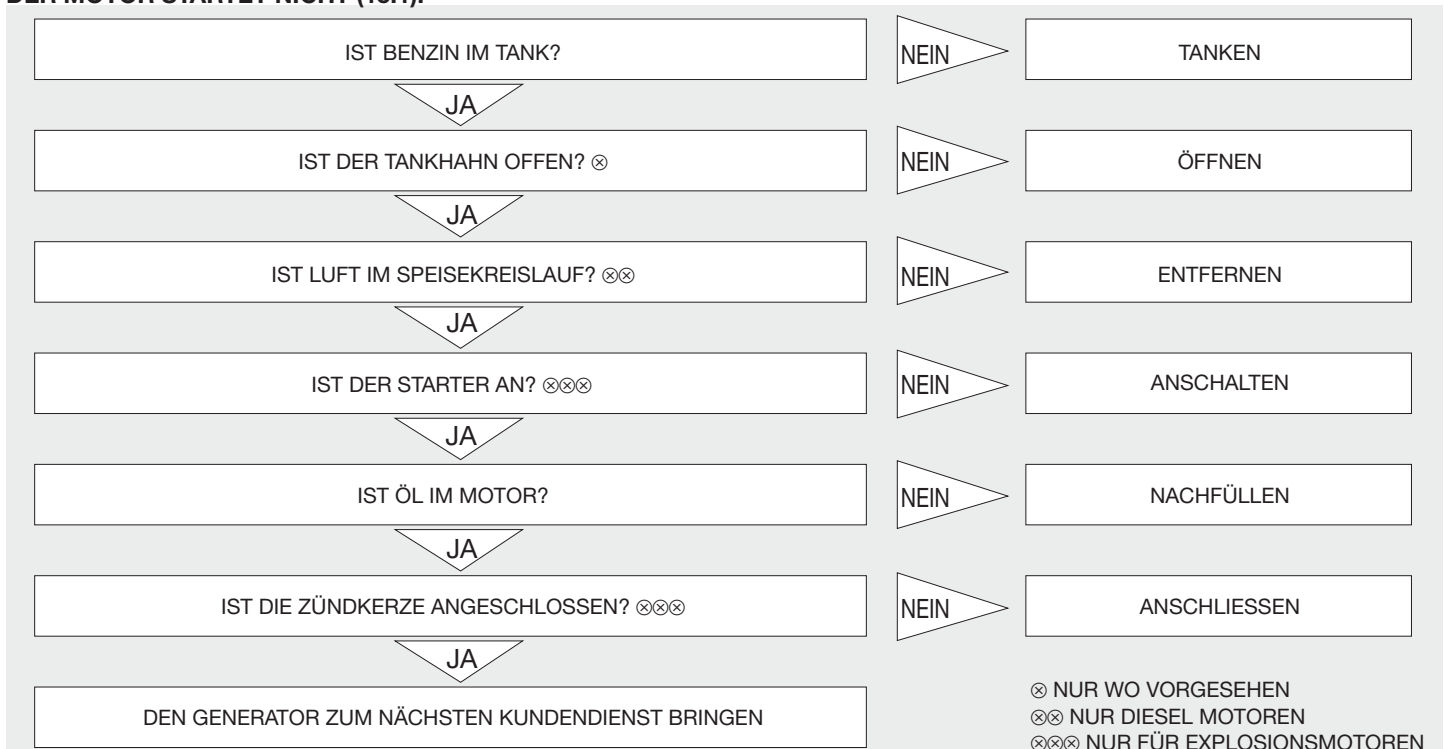 IST BENZIN IM TANK?
NEIN
TANKEN
JA
IST DER TANKHAHN OFFEN? ⊗
NEIN
ÖFFNEN
JA
IST LUFT IM SPEISEKREISLAUF? ⊗⊗
NEIN
ENTFERNEN
JA
IST DER STARTER AN? ⊗⊗⊗
NEIN
ANSCHALTEN
JA
IST ÖL IM MOTOR?
NEIN
NACHFÜLLEN
JA
IST DIE ZÜNDKERZE ANGESCHLOSSEN? ⊗⊗⊗
NEIN
ANSCHLIESSEN
JA
DEN GENERATOR ZUM NÄCHSTEN KUNDENDIENST BRINGEN
⊗ NUR WO VORGESEHEN
⊗⊗ NUR DIESEL MOTOREN
⊗⊗⊗ NUR FÜR EXPLOSIONSMOTOREN